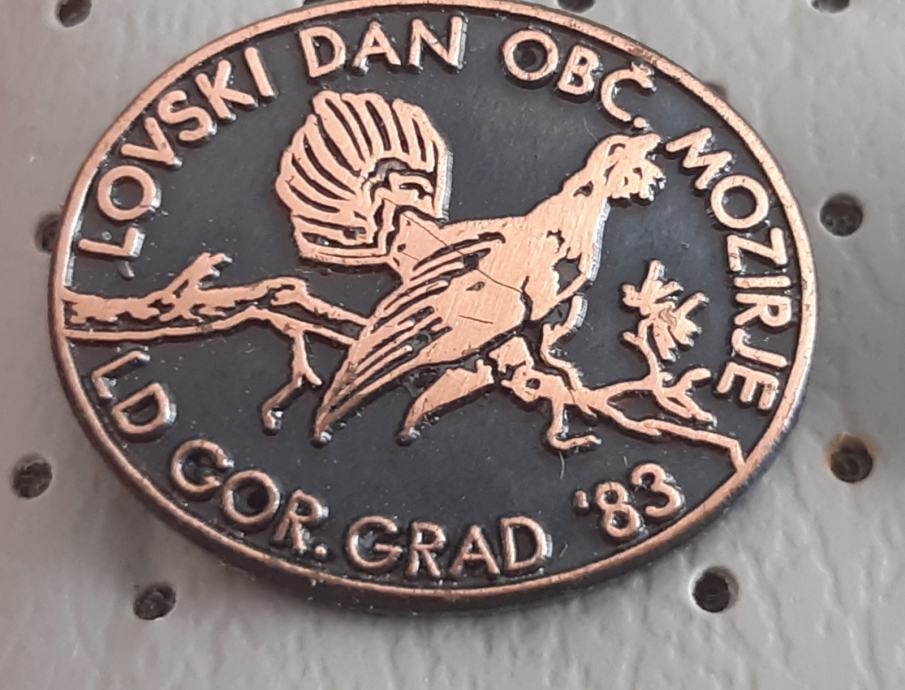 LOVSKI DAN OBČ. MOZIRJE
LD GOR. GRAD '83